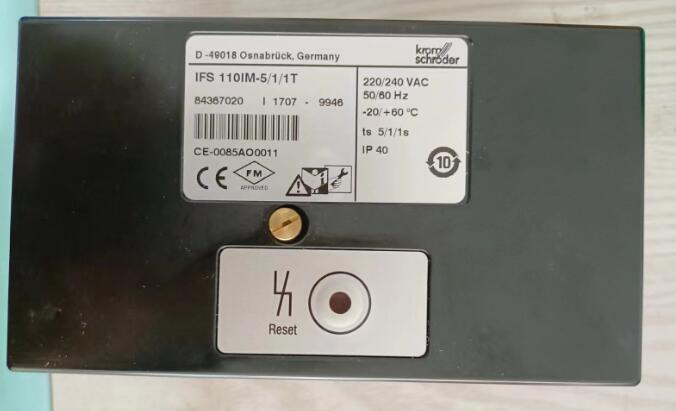 D -49018 Osnabrück, Germany
krom
schröder
IFS 110IM-5/1/1T
84367020 I 1707 - 9946
CE-0085AO0011
CE
FM
APPROVED
220/240 VAC
50/60 Hz
-20/+60 °C
ts 5/1/1s
IP 40
10
Reset